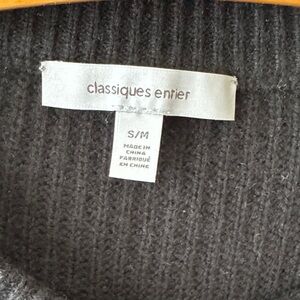 classiques entier
S/M
MADE IN
CHINA
FABRIQUÉ
EN CHINE